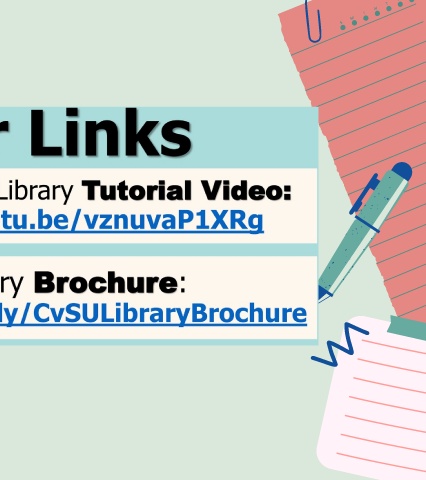 r Links
Library Tutorial Video:
tu.be/vznuvaP1XRg
ry Brochure:
ly/CvSULibraryBrochure